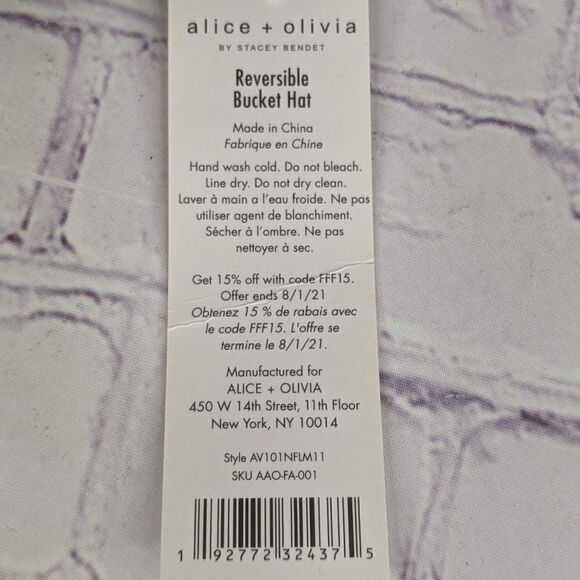 alice + olivia
BY STACEY BENDET
Reversible
Bucket Hat
Made in China
Fabrique en Chine
Hand wash cold. Do not bleach.
Line dry. Do not dry clean.
Laver à main a l'eau froide. Ne pas
utiliser agent de blanchiment.
Sécher à l'ombre. Ne pas
nettoyer à sec.
Get 15% off with code FFF15.
Offer ends 8/1/21
Obtenez 15 % de rabais avec
le code FFF15. L'offre se
termine le 8/1/21.
Manufactured for
ALICE + OLIVIA
450 W 14th Street, 11th Floor
New York, NY 10014
Style AV101NFLM11
SKU AAO-FA-001
1 92772 32437 5